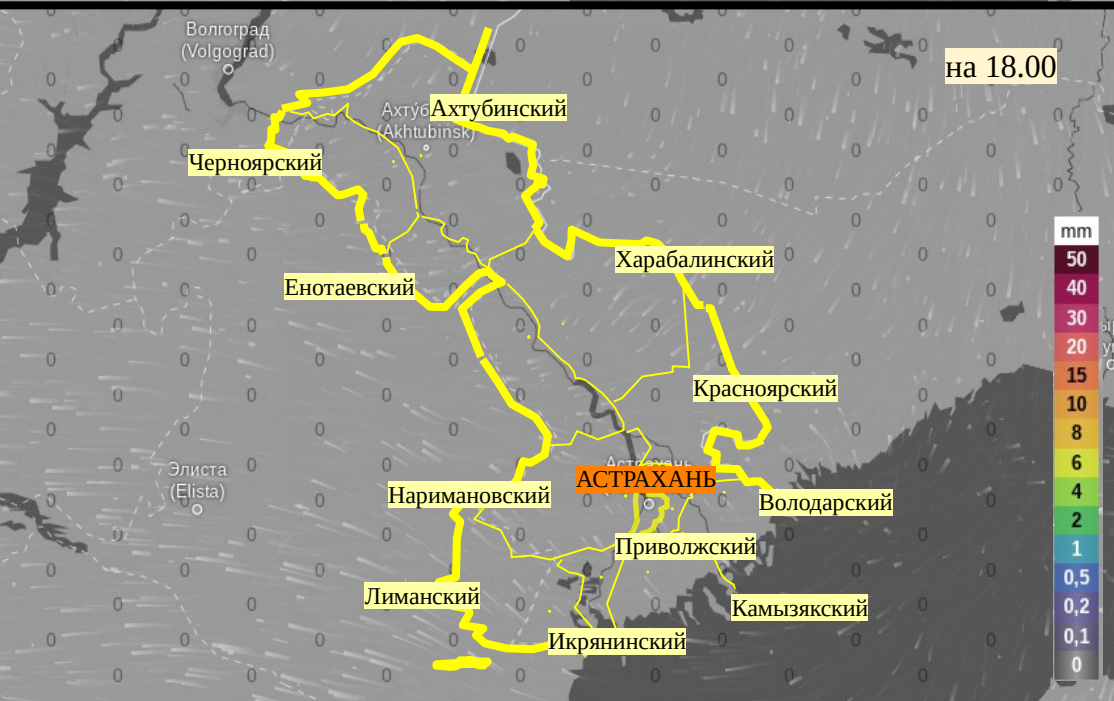 Волгоград
(Volgograd)
на 18.00
Ахтубинский
(Akhtubinsk)
Черноярский
Харабалинский
Енотаевский
Красноярский
Элиста
(Elista)
Астрахань
АСТРАХАНЬ
Наримановский
Володарский
Приволжский
Лиманский
Камызякский
Икрянинский
mm
50
40
30
20
15
10
8
6
4
2
1
0,5
0,2
0,1
0